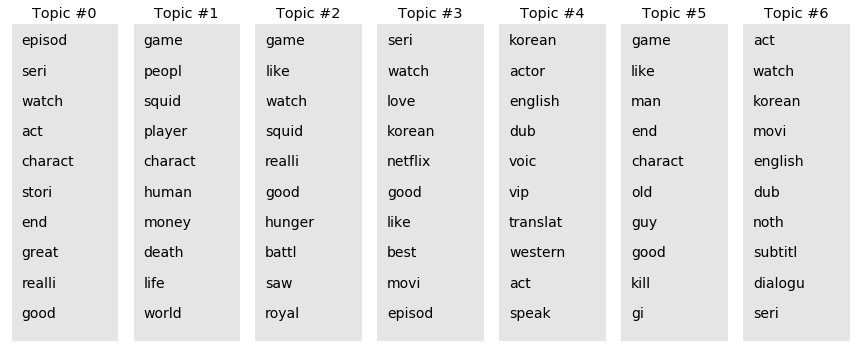 Topic #0 Topic #1 Topic #2 Topic #3 Topic #4 Topic #5 Topic #6
episod game game seri korean game act
seri peopl like watch actor like watch
watch squid watch love english man korean
act player squid korean dub end movi
charact charact realli netflix voic charact english
stori human good good vip old dub
end money hunger like translat guy noth
great death battl best western good subtitl
realli life saw movi act kill dialogu
good world royal episod speak gi seri